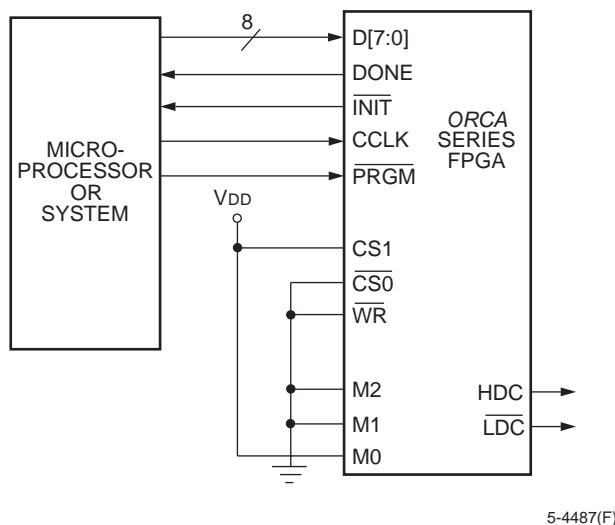 8
D[7:0]
DONE
INIT
CCLK
PRGM
MICRO-
PROCESSOR
OR
SYSTEM
ORCA
SERIES
FPGA
VDD
CS1
CS0
WR
M2
M1
M0
HDC
LDC
5-4487(F)